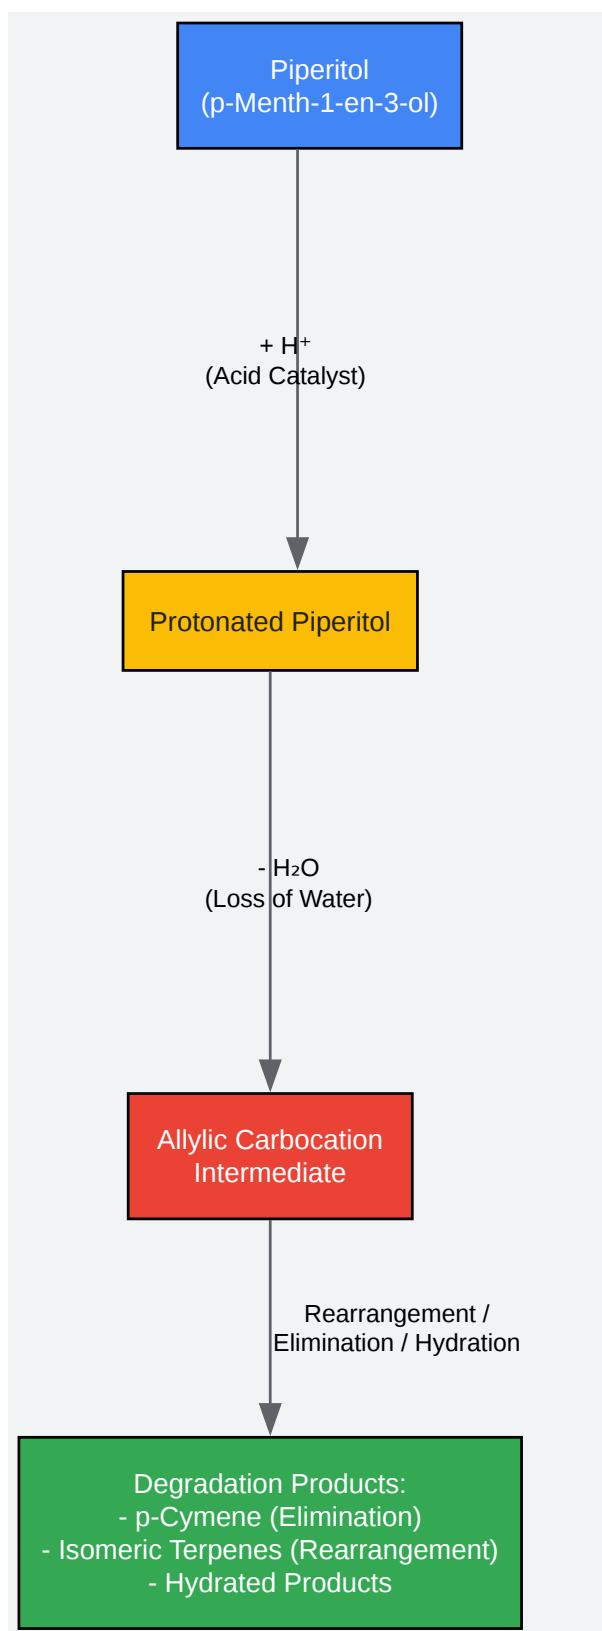 Piperitol
(p-Menth-1-en-3-ol)
+ H⁺
(Acid Catalyst)
Protonated Piperitol
- H₂O
(Loss of Water)
Allylic Carbocation
Intermediate
Rearrangement /
Elimination / Hydration
Degradation Products:
- p-Cymene (Elimination)
- Isomeric Terpenes (Rearrangement)
- Hydrated Products